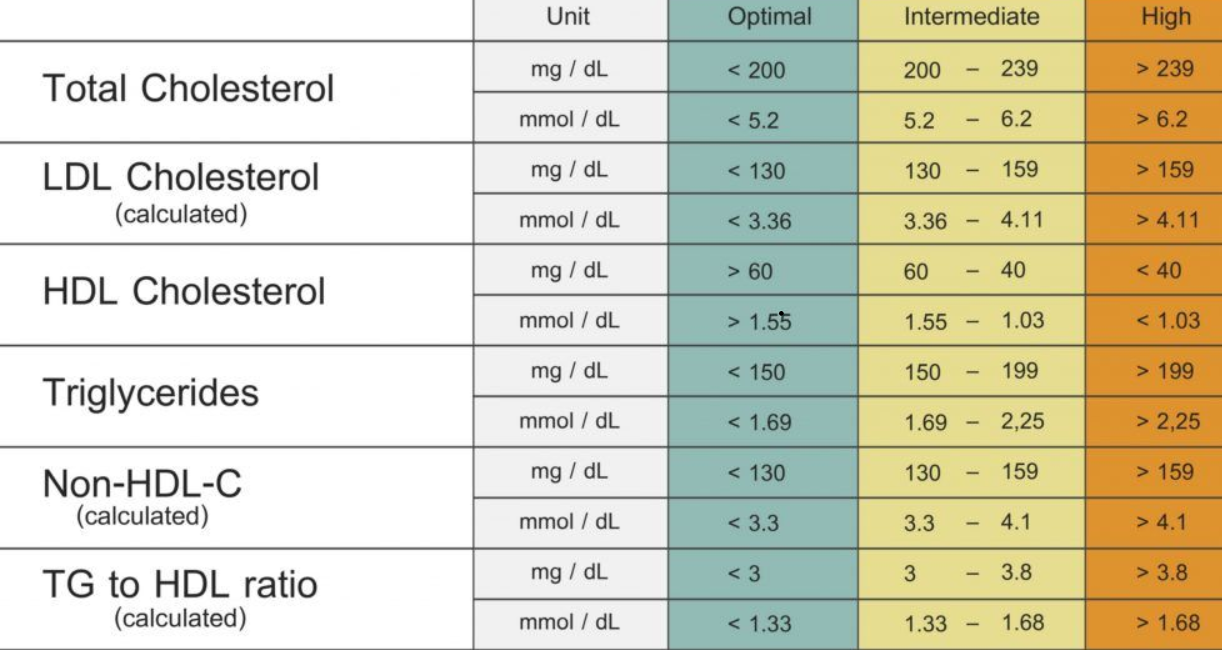 Unit Optimal Intermediate High
Total Cholesterol
mg / dL < 200 200 – 239 > 239
mmol / dL < 5.2 5.2 – 6.2 > 6.2
LDL Cholesterol
(calculated)
mg / dL < 130 130 – 159 > 159
mmol / dL < 3.36 3.36 – 4.11 > 4.11
HDL Cholesterol
mg / dL > 60 60 – 40 < 40
mmol / dL > 1.55 1.55 – 1.03 < 1.03
Triglycerides
mg / dL < 150 150 – 199 > 199
mmol / dL < 1.69 1.69 – 2,25 > 2,25
Non-HDL-C
(calculated)
mg / dL < 130 130 – 159 > 159
mmol / dL < 3.3 3.3 – 4.1 > 4.1
TG to HDL ratio
(calculated)
mg / dL < 3 3 – 3.8 > 3.8
mmol / dL < 1.33 1.33 – 1.68 > 1.68